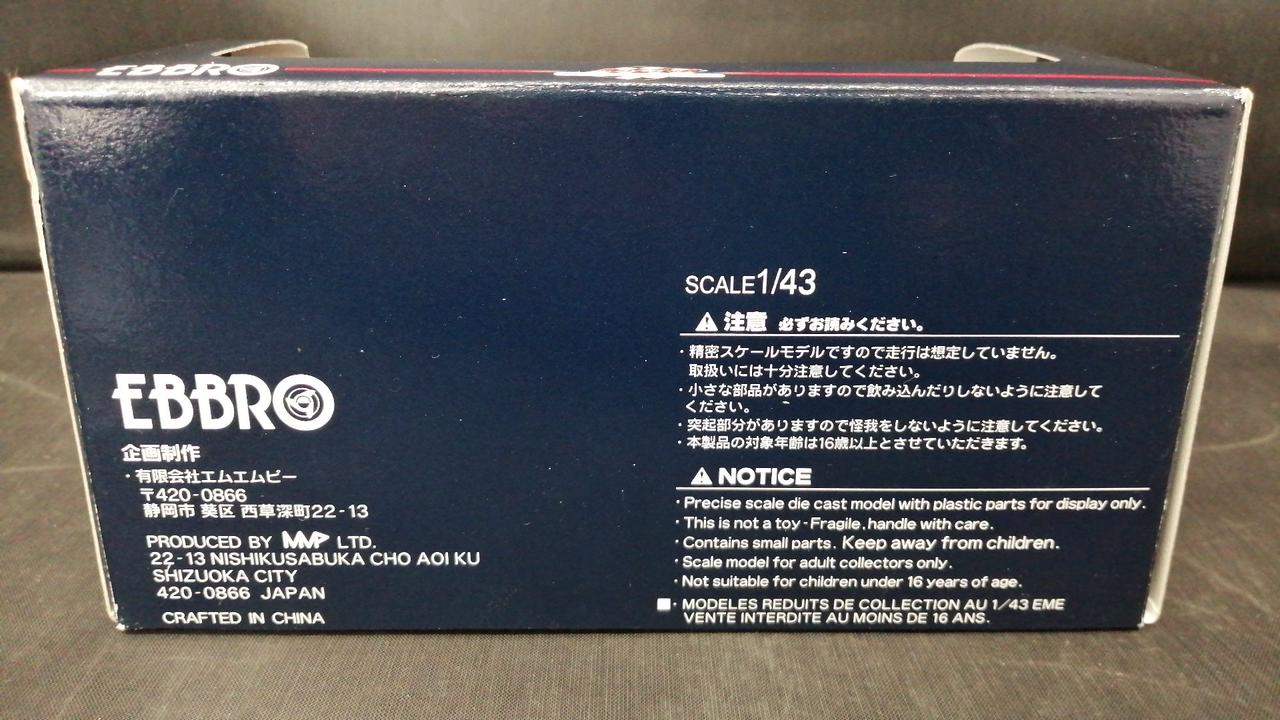 EBBRO
SCALE 1/43
注意 必ずお読みください。
・精密スケールモデルですので走行は想定していません。
取扱いには十分注意してください。
・小さな部品がありますので飲み込んだりしないように注意して
ください。
・突起部分がありますので怪我をしないように注意してください。
・本製品の対象年齢は16歳以上とさせていただきます。
NOTICE
・Precise scale die cast model with plastic parts for display only.
・This is not a toy - Fragile, handle with care.
・Contains small parts. Keep away from children.
・Scale model for adult collectors only.
・Not suitable for children under 16 years of age.
・MODELES REDUITS DE COLLECTION AU 1/43 EME
VENTE INTERDITE AU MOINS DE 16 ANS.
EBBRO
企画制作
・有限会社エムエムピー
〒420-0866
静岡市 葵区 西草深町22-13
PRODUCED BY MMP LTD.
22-13 NISHIKUSABUKA CHO AOI KU
SHIZUOKA CITY
420-0866 JAPAN
CRAFTED IN CHINA